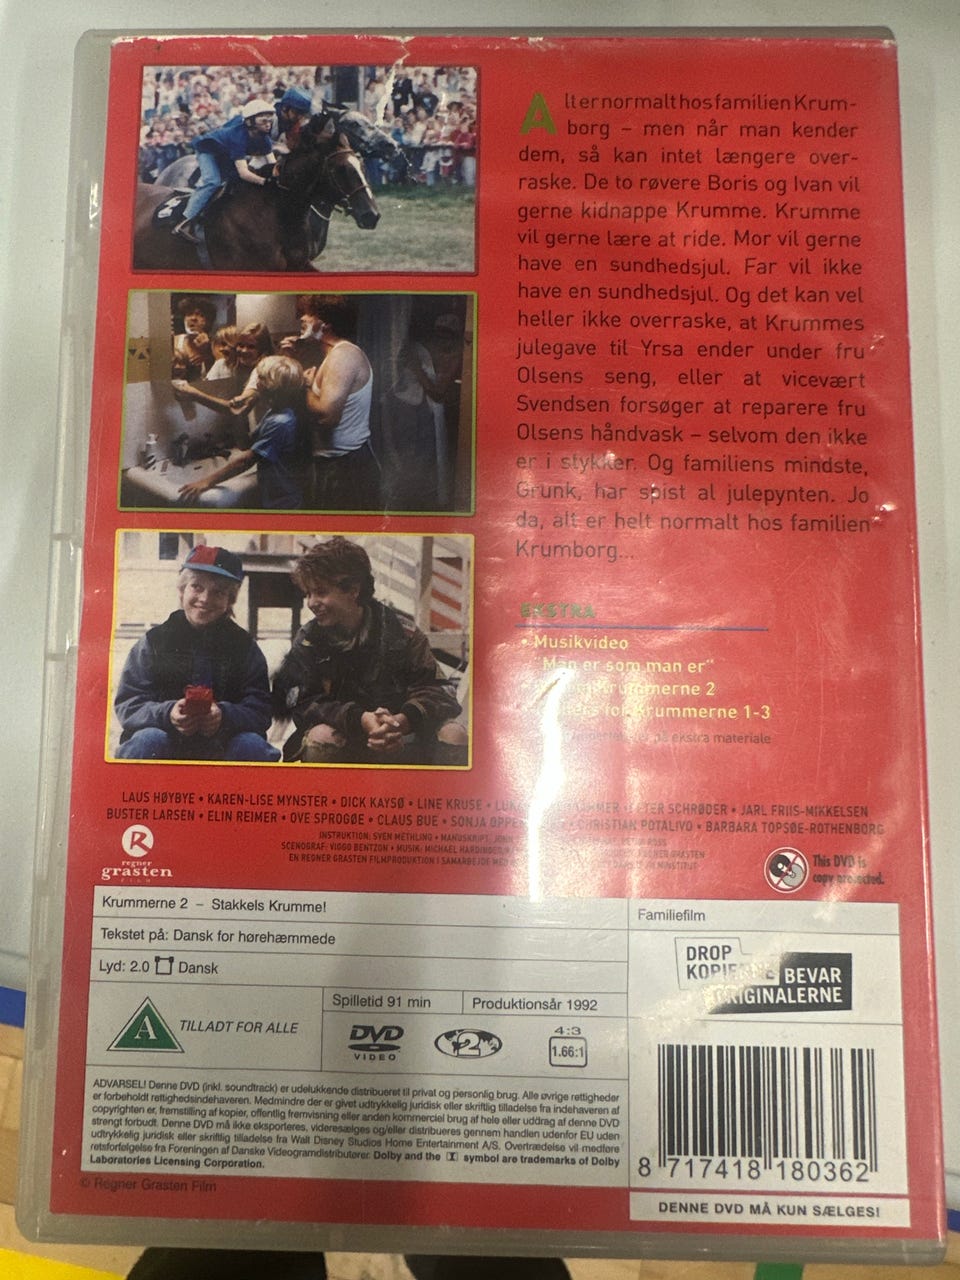 Alt er normalt hos familien Krum-
borg – men når man kender
dem, så kan intet længere over-
raske. De to røvere Boris og Ivan vil
gerne kidnappe Krumme. Krumme
vil gerne lære at ride. Mor vil gerne
have en sundhedsjul. Far vil ikke
have en sundhedsjul. Og det kan vel
heller ikke overraske, at Krummes
julegave til Yrsa ender under fru
Olsens seng, eller at vicevært
Svendsen forsøger at reparere fru
Olsens håndvask – selvom den ikke
er i stykker. Og familiens mindste,
Grunk, har spist al julepynten. Jo
da, alt er helt normalt hos familien
Krumborg...
EKSTRA
• Musikvideo
"Man er som man er"
Krummerne 2
for Krummerne 1-3
på ekstra materiale
LAUS HØYBYE • KAREN-LISE MYNSTER • DICK KAYSØ • LINE KRUSE • SCHRØDER • JARL FRIIS-MIKKELSEN
BUSTER LARSEN • ELIN REIMER • OVE SPROGØE • CLAUS BUE • SONJA • CHRISTIAN POTALIVO • BARBARA TOPSØE-ROTHENBORG
INSTRUKTION: SVEN METHLING • MANUSKRIPT: JOHN
SCENOGRAF: VIGGO BENTZON • MUSIK: MICHAEL HARDINGER
EN REGNER GRASTEN FILMPRODUKTION I SAMARBEJDE MED
R
regner
grasten
FILM
This DVD is
copy protected.
Krummerne 2 – Stakkels Krumme!
Familiefilm
Tekstet på: Dansk for hørehæmmede
Lyd: 2.0 Dansk
DROP
KOPIERNE BEVAR
ORIGINALERNE
A TILLADT FOR ALLE
Spilletid 91 min
Produktionsår 1992
DVD
VIDEO
2
4:3
1.66:1
ADVARSEL! Denne DVD (inkl. soundtrack) er udelukkende distribueret til privat og personlig brug. Alle øvrige rettigheder
er forbeholdt rettighedsindehaveren. Medmindre der er givet udtrykkelig juridisk eller skriftlig tilladelse fra indehaveren af
copyrighten er, fremstilling af kopier, offentlig fremvisning eller anden kommerciel brug af hele eller uddrag af denne DVD
strengt forbudt. Denne DVD må ikke eksporteres, videresælges og/eller distribueres gennem handlen udenfor EU uden
udtrykkelig juridisk eller skriftlig tilladelse fra Walt Disney Studios Home Entertainment A/S. Overtrædelse vil medføre
retsforfølgelse fra Foreningen af Danske Videogramdistributører. Dolby and the symbol are trademarks of Dolby
Laboratories Licensing Corporation.
8 717418 180362
DENNE DVD MÅ KUN SÆLGES!
© Regner Grasten Film